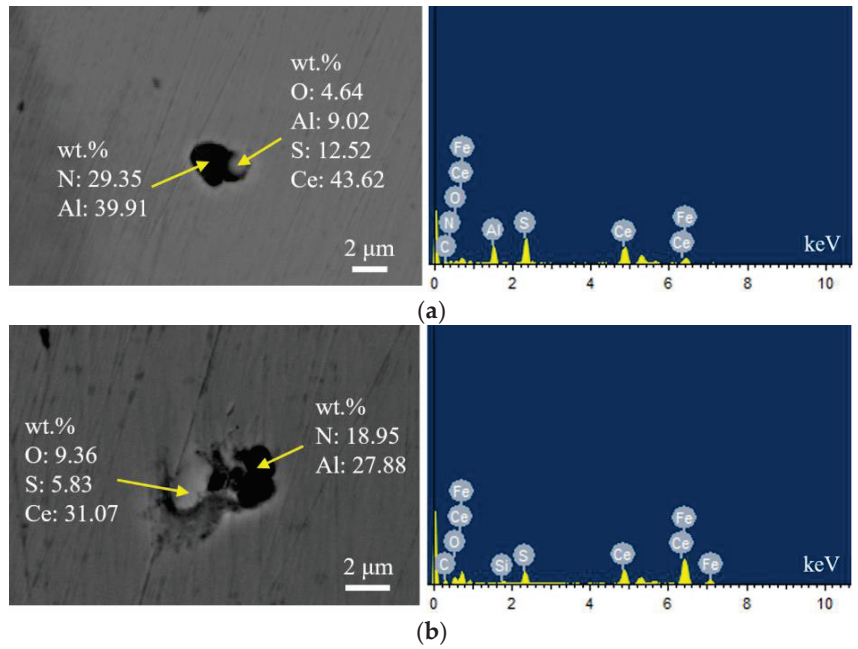 wt.%
O: 4.64
Al: 9.02
S: 12.52
Ce: 43.62
wt.%
N: 29.35
Al: 39.91
2 μm
Fe
Ce
O
N
C
Al
S
Ce
Fe
Ce
keV
0 2 4 6 8 10
(a)
wt.%
N: 18.95
Al: 27.88
wt.%
O: 9.36
S: 5.83
Ce: 31.07
2 μm
Fe
Ce
O
C
Si
S
Ce
Fe
Ce
Fe
keV
0 2 4 6 8 10
(b)